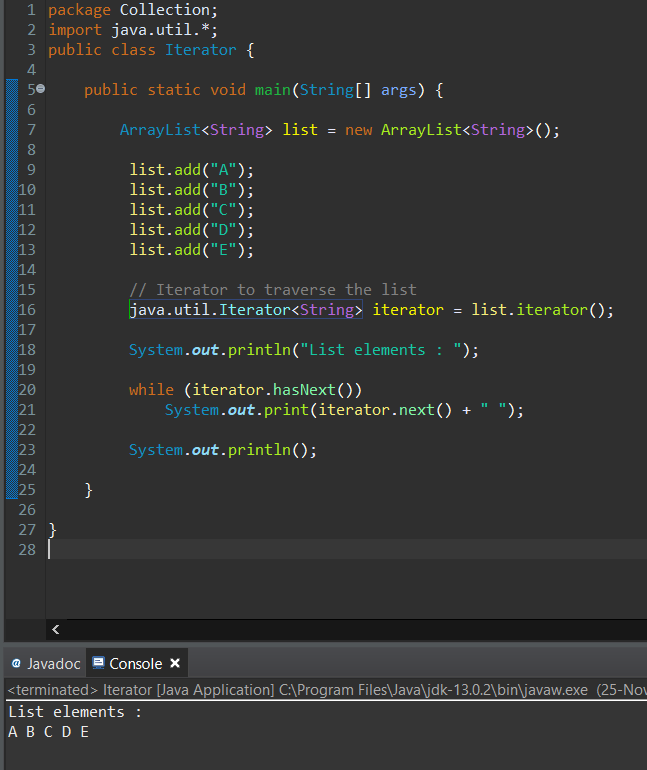 1 package Collection;
2 import java.util.*;
3 public class Iterator {
4
5 public static void main(String[] args) {
6
7 ArrayList<String> list = new ArrayList<String>();
8
9 list.add("A");
10 list.add("B");
11 list.add("C");
12 list.add("D");
13 list.add("E");
14
15 // Iterator to traverse the list
16 java.util.Iterator<String> iterator = list.iterator();
17
18 System.out.println("List elements : ");
19
20 while (iterator.hasNext())
21 System.out.print(iterator.next() + " ");
22
23 System.out.println();
24
25 }
26
27 }
28
@ Javadoc Console
<terminated> Iterator [Java Application] C:\Program Files\Java\jdk-13.0.2\bin\javaw.exe (25-Nov
List elements :
A B C D E